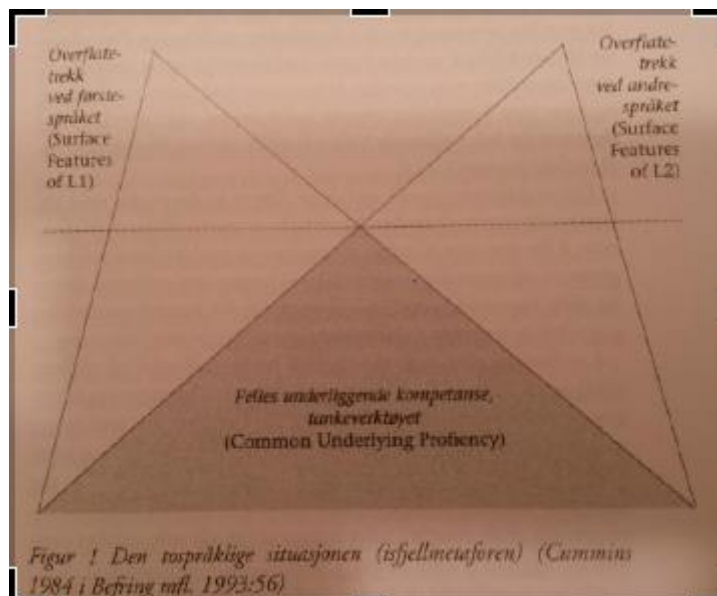 Overflate-
trekk
ved første-
språket
(Surface
Features
of L1)
Overflate-
trekk
ved andre-
språket
(Surface
Features
of L2)
Felles underliggende kompetanse,
tankeverktøyet
(Common Underlying Profiency)
Figur 1 Den tospråklige situasjonen (isfjellmetaforen) (Cummins
1984 i Befring mfl. 1993:56)